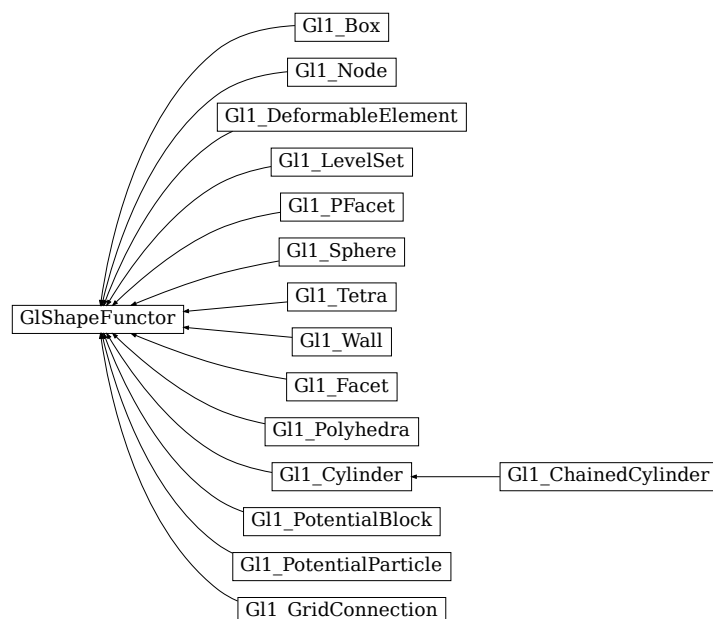 Gl1_Box
Gl1_Node
Gl1_DeformableElement
Gl1_LevelSet
Gl1_PFacet
Gl1_Sphere
Gl1_Tetra
GlShapeFunctor
Gl1_Wall
Gl1_Facet
Gl1_Polyhedra
Gl1_Cylinder
Gl1_ChainedCylinder
Gl1_PotentialBlock
Gl1_PotentialParticle
Gl1_GridConnection